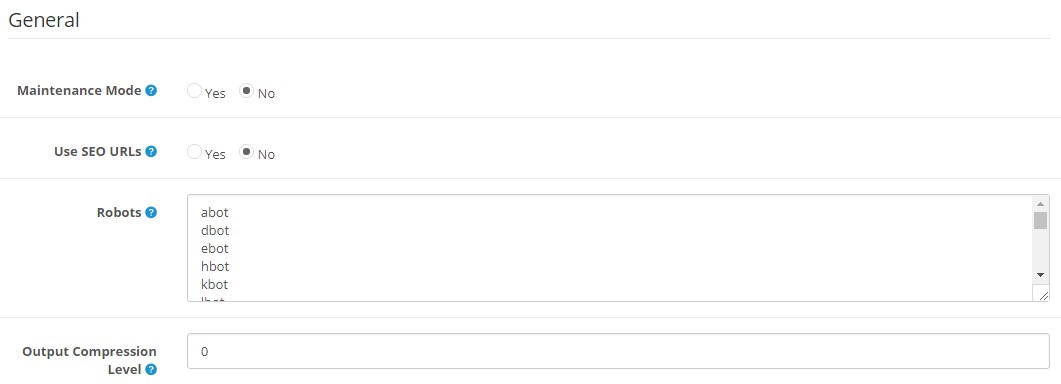 General
Maintenance Mode ? Yes No
Use SEO URLs ? Yes No
Robots ? abot
dbot
ebot
hbot
kbot
Output Compression
Level ?
0